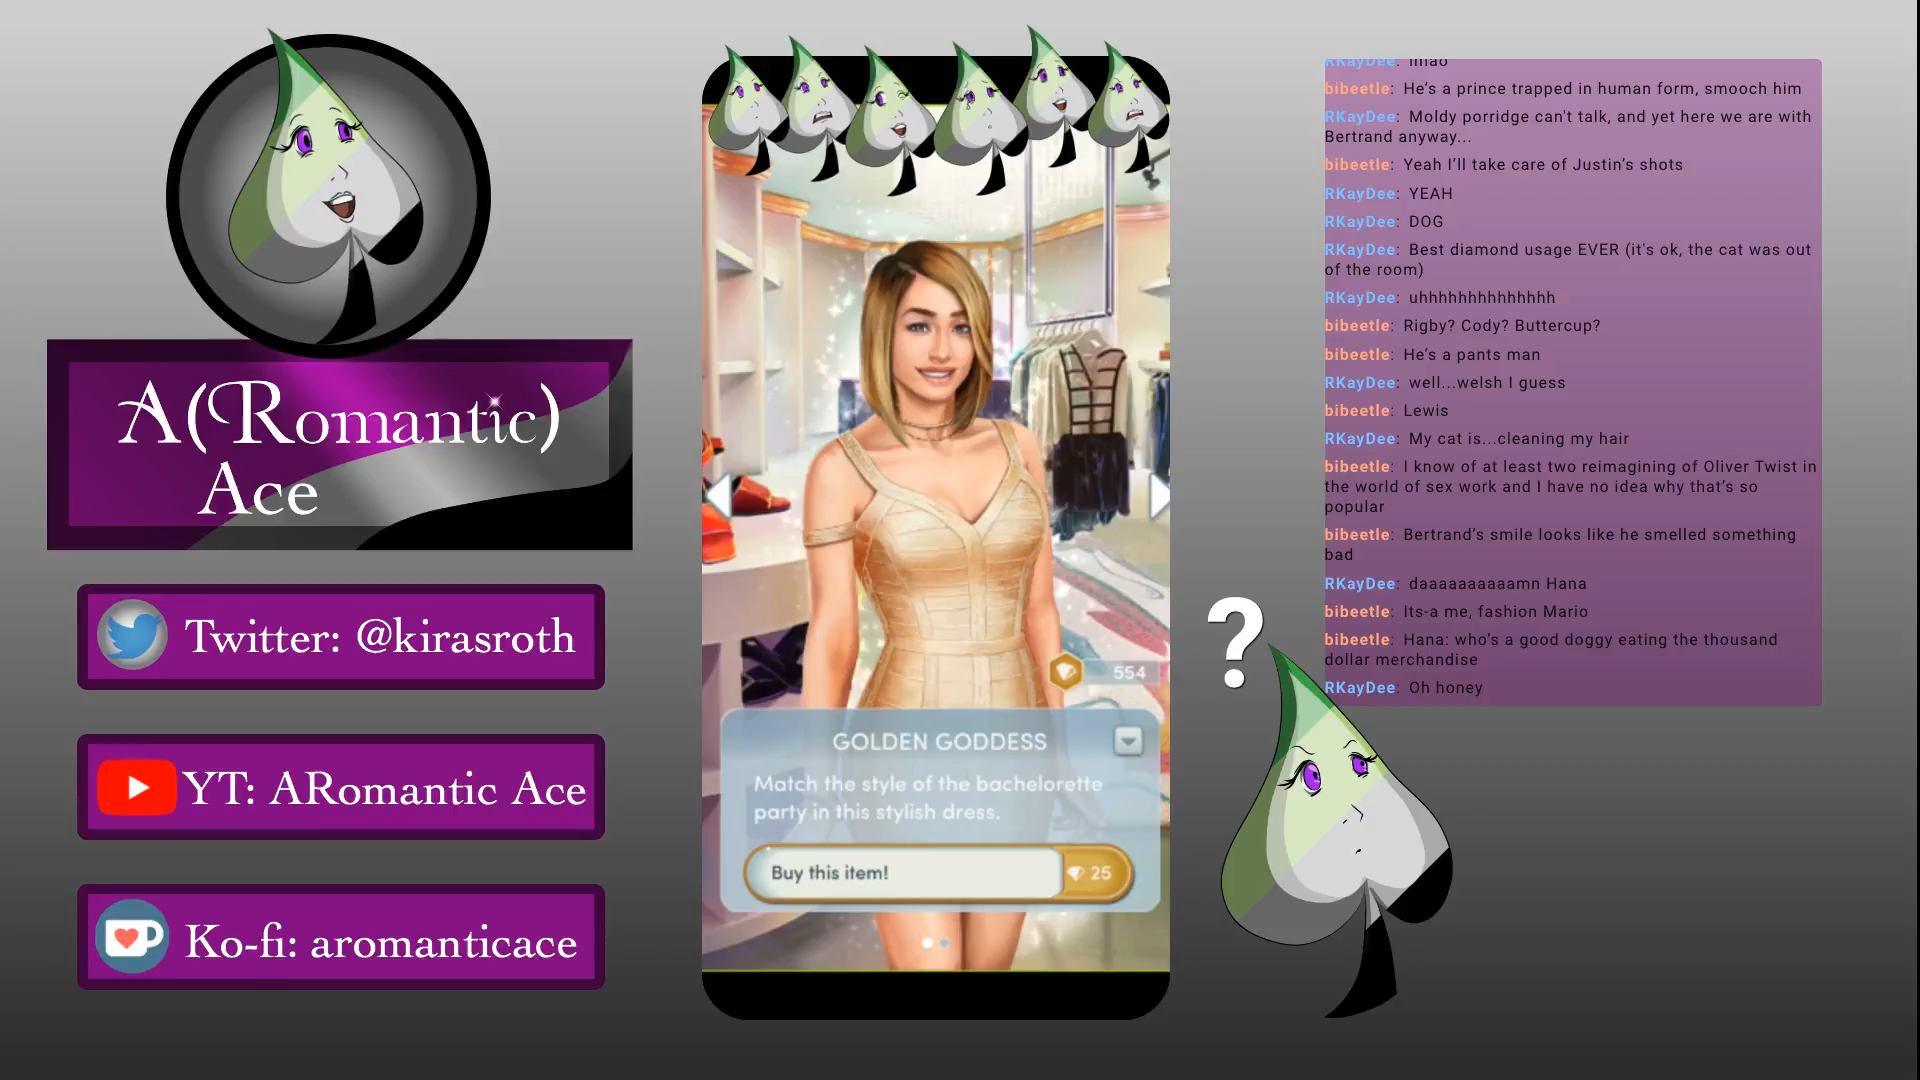 A(Romantic)
Ace
Twitter: @kirasroth
YT: ARomantic Ace
Ko-fi: aromanticace
554
GOLDEN GODDESS
Match the style of the bachelorette
party in this stylish dress.
Buy this item!
25
?
RKayDee: lmao
bibeetle: He's a prince trapped in human form, smooch him
RKayDee: Moldy porridge can't talk, and yet here we are with
Bertrand anyway...
bibeetle: Yeah I'll take care of Justin's shots
RKayDee: YEAH
RKayDee: DOG
RKayDee: Best diamond usage EVER (it's ok, the cat was out
of the room)
RKayDee: uhhhhhhhhhhhhhh
bibeetle: Rigby? Cody? Buttercup?
bibeetle: He's a pants man
RKayDee: well...welsh I guess
bibeetle: Lewis
RKayDee: My cat is...cleaning my hair
bibeetle: I know of at least two reimagining of Oliver Twist in
the world of sex work and I have no idea why that's so
popular
bibeetle: Bertrand's smile looks like he smelled something
bad
RKayDee: daaaaaaaaaamn Hana
bibeetle: Its-a me, fashion Mario
bibeetle: Hana: who's a good doggy eating the thousand
dollar merchandise
RKayDee: Oh honey